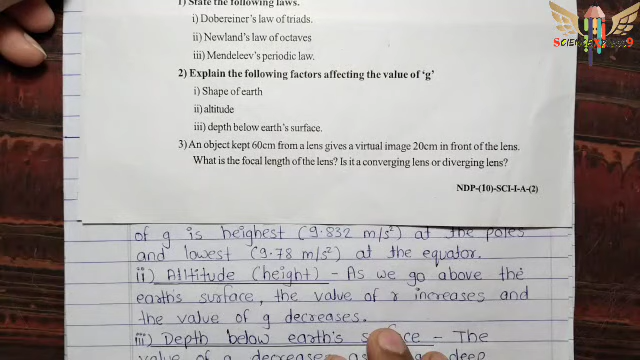 1) State the following laws.
i) Dobereiner's law of triads.
ii) Newland's law of octaves
iii) Mendeleev's periodic law.
2) Explain the following factors affecting the value of 'g'
i) Shape of earth
ii) altitude
iii) depth below earth's surface.
3) An object kept 60cm from a lens gives a virtual image 20cm in front of the lens.
What is the focal length of the lens? Is it a converging lens or diverging lens?
NDP-(10)-SCI-I-A-(2)
of g is heighest (9.832 m/s²) at the poles
and lowest (9.78 m/s²) at the equator.
ii) Altitude (height) - As we go above the
earth's surface, the value of r increases and
the value of g decreases.
iii) Depth below earth's surface - The
value of g decreases as deep